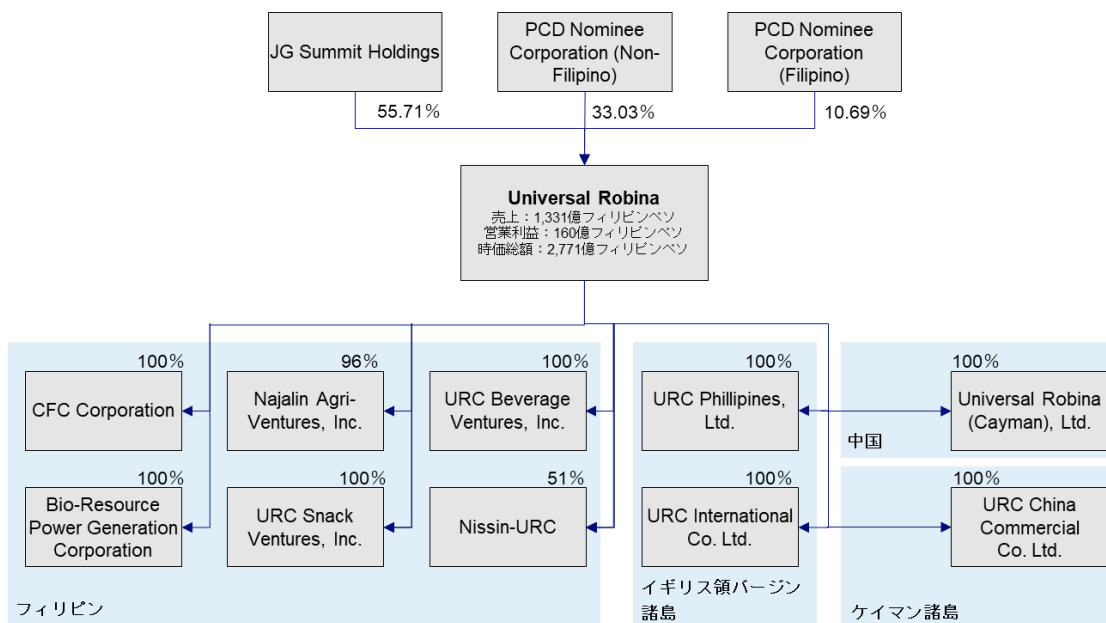 JG Summit Holdings
PCD Nominee
Corporation (Non-
Filipino)
PCD Nominee
Corporation
(Filipino)
55.71%
33.03%
10.69%
Universal Robina
売上：1,331億フィリピンペソ
営業利益：160億フィリピンペソ
時価総額：2,771億フィリピンペソ
100%
96%
100%
100%
100%
CFC Corporation
Najalin Agri-
Ventures, Inc.
URC Beverage
Ventures, Inc.
URC Phillipines,
Ltd.
Universal Robina
(Cayman), Ltd.
中国
100%
100%
51%
100%
100%
Bio-Resource
Power Generation
Corporation
URC Snack
Ventures, Inc.
Nissin-URC
URC International
Co. Ltd.
URC China
Commercial
Co. Ltd.
フィリピン
イギリス領バージン
諸島
ケイマン諸島